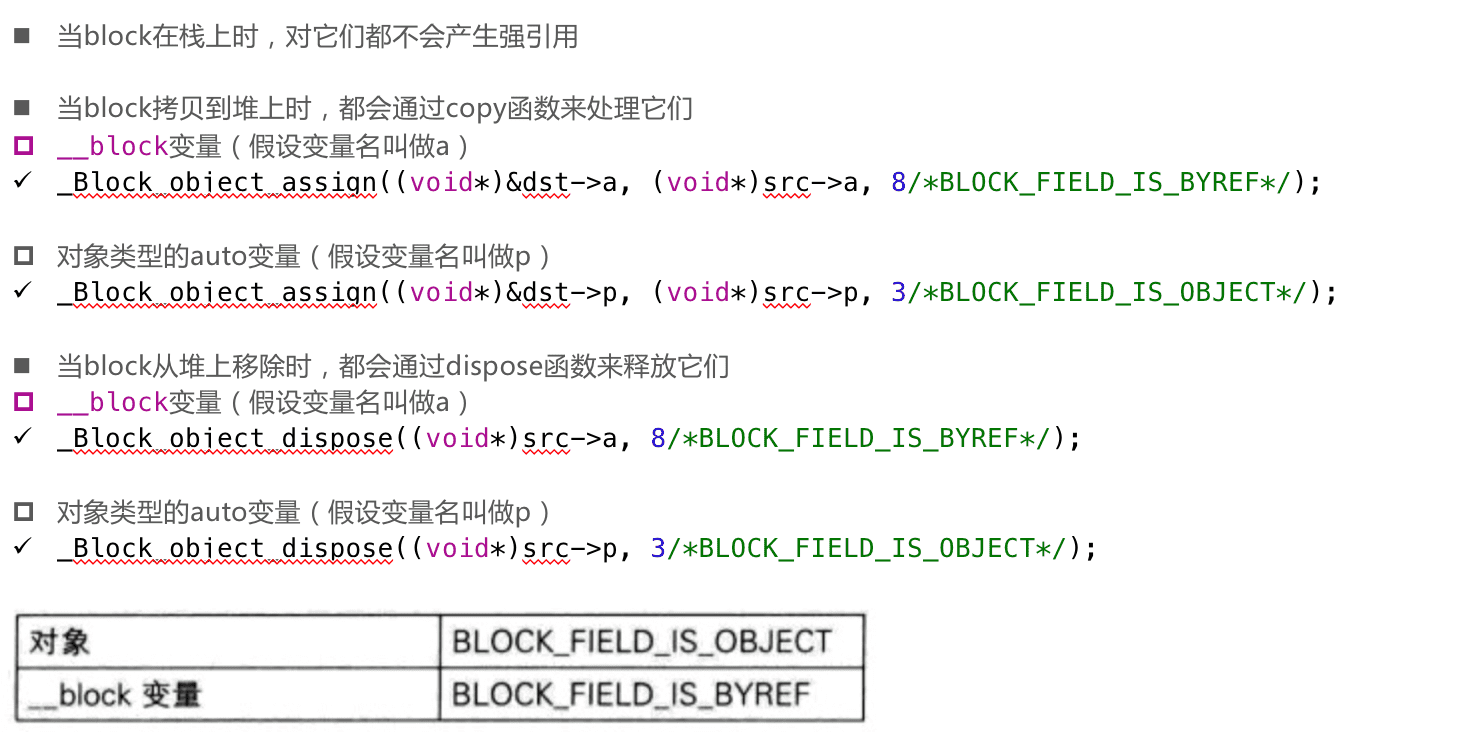 当block在栈上时，对它们都不会产生强引用
当block拷贝到堆上时，都会通过copy函数来处理它们
__block变量（假设变量名叫做a）
_Block_object_assign((void*)&dst->a, (void*)src->a, 8/*BLOCK_FIELD_IS_BYREF*/);
对象类型的auto变量（假设变量名叫做p）
_Block_object_assign((void*)&dst->p, (void*)src->p, 3/*BLOCK_FIELD_IS_OBJECT*/);
当block从堆上移除时，都会通过dispose函数来释放它们
__block变量（假设变量名叫做a）
_Block_object_dispose((void*)src->a, 8/*BLOCK_FIELD_IS_BYREF*/);
对象类型的auto变量（假设变量名叫做p）
_Block_object_dispose((void*)src->p, 3/*BLOCK_FIELD_IS_OBJECT*/);
对象 BLOCK_FIELD_IS_OBJECT
__block 变量 BLOCK_FIELD_IS_BYREF